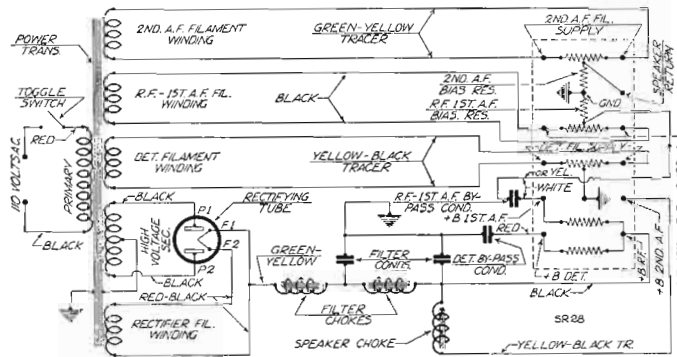 POWER
TRANS.
2ND. A.F. FILAMENT
WINDING
GREEN-YELLOW
TRACER
2ND. A.F. FIL.
SUPPLY
SPEAKER
RETURN
TOGGLE
SWITCH
RED
R.F.-1ST. A.F. FIL.
WINDING
BLACK
2ND. A.F.
BIAS RES.
GND
R.F. 1ST. A.F.
BIAS. RES.
110 VOLTS AC
PRIMARY
DET. FILAMENT
WINDING
YELLOW-BLACK
TRACER
DET. FIL. SUPPLY
OR YEL.
WHITE
BLACK
BLACK
P1
RECTIFYING
TUBE
F1
F2
P2
HIGH
VOLTAGE
SEC.
R.F.-1ST A.F. BY-
PASS COND.
+B 1ST. A.F.
RED
GREEN-
YELLOW
FILTER
CONDS.
DET. BY-PASS
COND.
+B DET.
+B R.F.
+B 2ND. A.F.
BLACK
RED-BLACK
BLACK
RECTIFIER FIL.
WINDING
FILTER
CHOKES
SPEAKER CHOKE
SR28
YELLOW-BLACK TR.